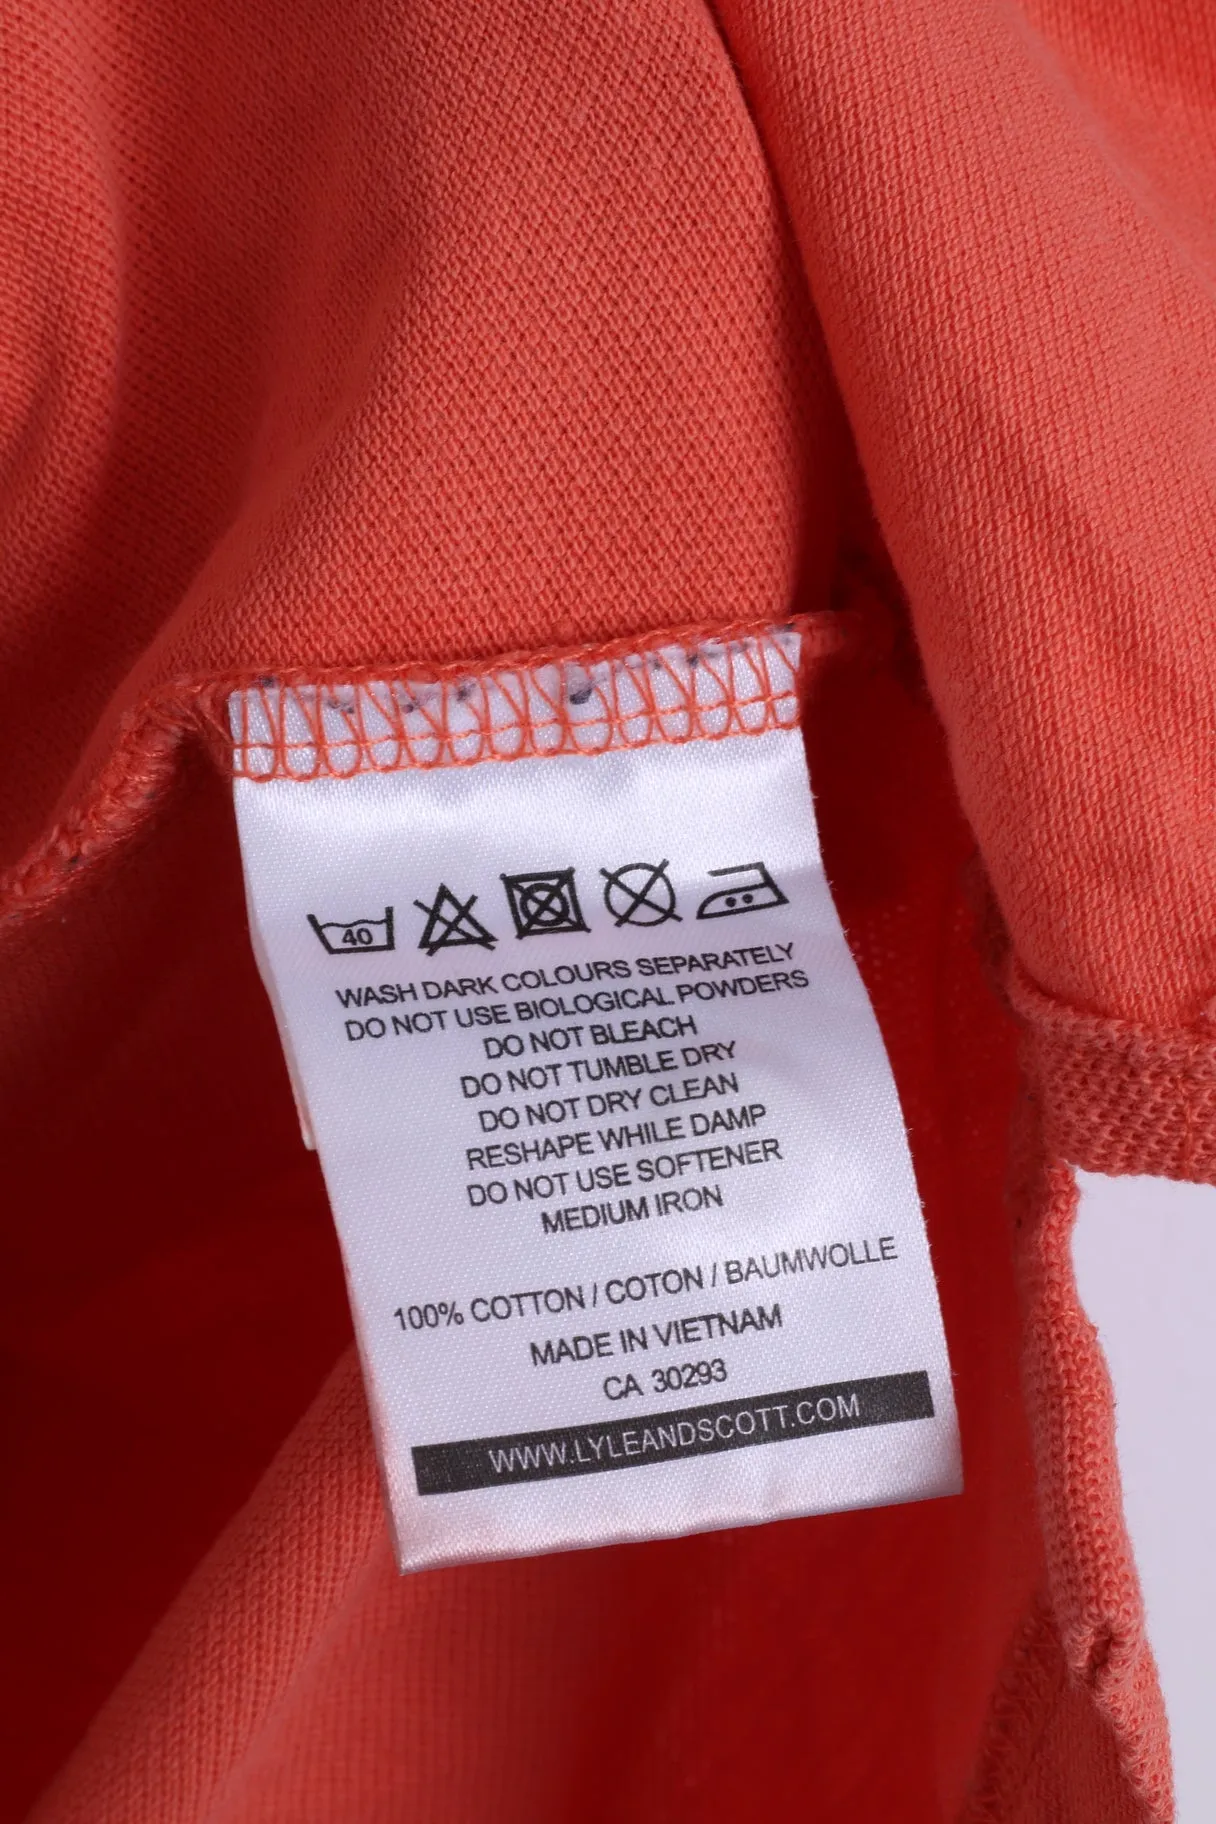 40
WASH DARK COLOURS SEPARATELY
DO NOT USE BIOLOGICAL POWDERS
DO NOT BLEACH
DO NOT TUMBLE DRY
DO NOT DRY CLEAN
RESHAPE WHILE DAMP
DO NOT USE SOFTENER
MEDIUM IRON
100% COTTON / COTON / BAUMWOLLE
MADE IN VIETNAM
CA 30293
WWW.LYLEANDSCOTT.COM